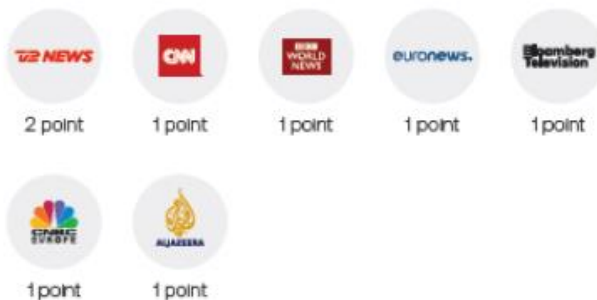 TV2 NEWS
CNN
BBC
WORLD
NEWS
euronews.
Bloomberg
Television
2 point
1 point
1 point
1 point
1 point
CNBC
EUROPE
ALJAZEERA
1 point
1 point